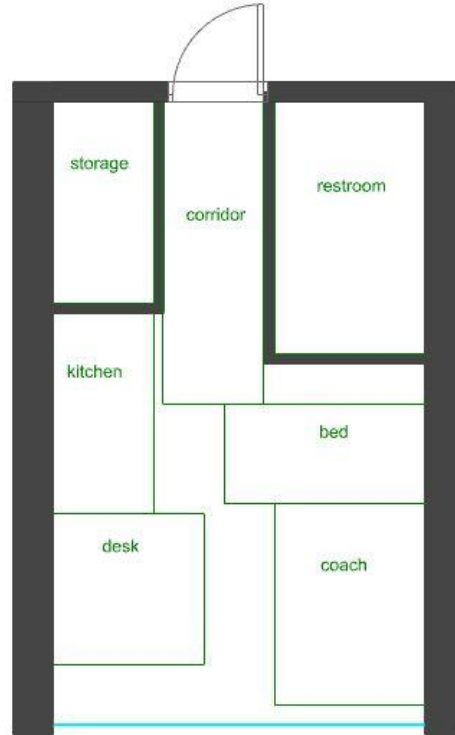 storage
restroom
corridor
kitchen
bed
desk
coach